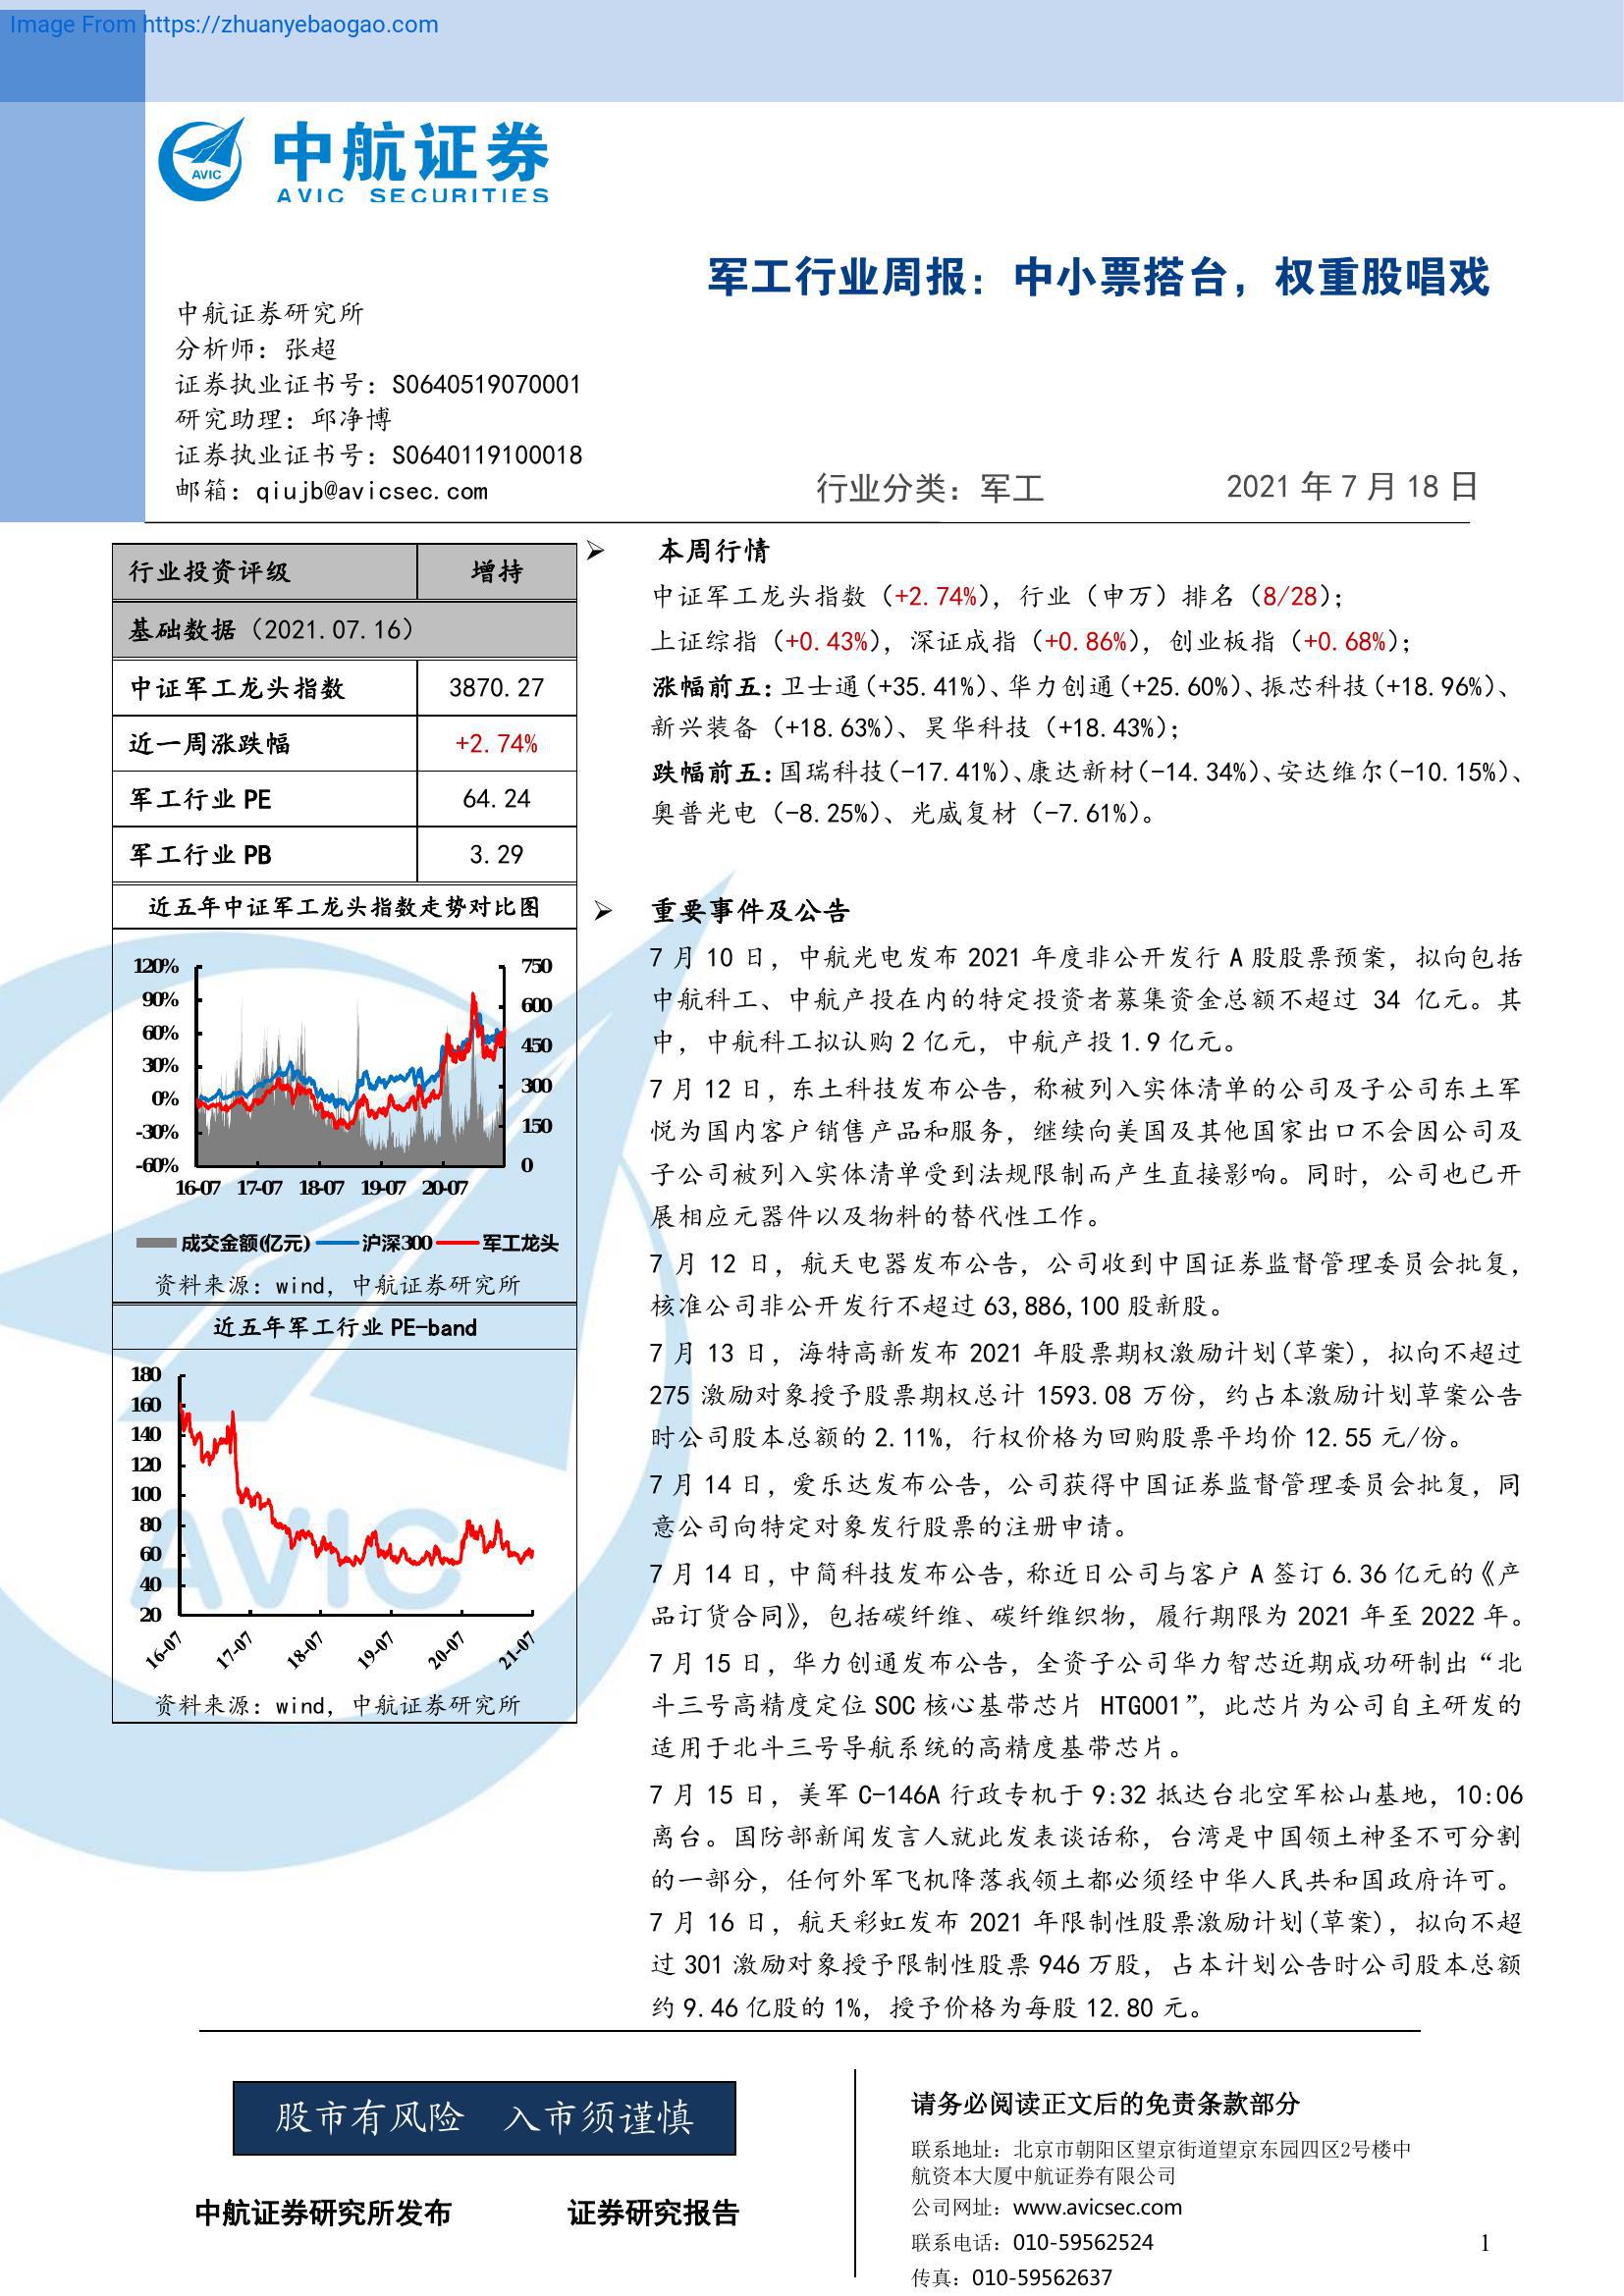 Image From https://zhuanyebaogao.com
AVIC
中航证券
AVIC SECURITIES
军工行业周报：中小票搭台，权重股唱戏
中航证券研究所
分析师：张超
证券执业证书号：S0640519070001
研究助理：邱净博
证券执业证书号：S0640119100018
邮箱：qiujb@avicsec.com
行业分类：军工 2021 年 7 月 18 日
行业投资评级 增持
基础数据（2021.07.16）
中证军工龙头指数 3870.27
近一周涨跌幅 +2.74%
军工行业 PE 64.24
军工行业 PB 3.29
近五年中证军工龙头指数走势对比图
120% 750
90% 600
60% 450
30% 300
0% 150
-30% 0
-60%
16-07 17-07 18-07 19-07 20-07
成交金额(亿元) 沪深300 军工龙头
资料来源：wind，中航证券研究所
近五年军工行业 PE-band
180
160
140
120
100
80
60
40
20
16-07 17-07 18-07 19-07 20-07 21-07
资料来源：wind，中航证券研究所
AVIC
➢ 本周行情
中证军工龙头指数（+2.74%），行业（申万）排名（8/28）；
上证综指（+0.43%），深证成指（+0.86%），创业板指（+0.68%）；
涨幅前五：卫士通(+35.41%)、华力创通(+25.60%)、振芯科技(+18.96%)、
新兴装备（+18.63%）、昊华科技（+18.43%）；
跌幅前五：国瑞科技(-17.41%)、康达新材(-14.34%)、安达维尔(-10.15%)、
奥普光电（-8.25%）、光威复材（-7.61%）。
➢ 重要事件及公告
7 月 10 日，中航光电发布 2021 年度非公开发行 A 股股票预案，拟向包括
中航科工、中航产投在内的特定投资者募集资金总额不超过 34 亿元。其
中，中航科工拟认购 2 亿元，中航产投 1.9 亿元。
7 月 12 日，东土科技发布公告，称被列入实体清单的公司及子公司东土军
悦为国内客户销售产品和服务，继续向美国及其他国家出口不会因公司及
子公司被列入实体清单受到法规限制而产生直接影响。同时，公司也已开
展相应元器件以及物料的替代性工作。
7 月 12 日，航天电器发布公告，公司收到中国证券监督管理委员会批复，
核准公司非公开发行不超过 63,886,100 股新股。
7 月 13 日，海特高新发布 2021 年股票期权激励计划(草案)，拟向不超过
275 激励对象授予股票期权总计 1593.08 万份，约占本激励计划草案公告
时公司股本总额的 2.11%，行权价格为回购股票平均价 12.55 元/份。
7 月 14 日，爱乐达发布公告，公司获得中国证券监督管理委员会批复，同
意公司向特定对象发行股票的注册申请。
7 月 14 日，中简科技发布公告，称近日公司与客户 A 签订 6.36 亿元的《产
品订货合同》，包括碳纤维、碳纤维织物，履行期限为 2021 年至 2022 年。
7 月 15 日，华力创通发布公告，全资子公司华力智芯近期成功研制出“北
斗三号高精度定位 SOC 核心基带芯片 HTG001”，此芯片为公司自主研发的
适用于北斗三号导航系统的高精度基带芯片。
7 月 15 日，美军 C-146A 行政专机于 9:32 抵达台北空军松山基地，10:06
离台。国防部新闻发言人就此发表谈话称，台湾是中国领土神圣不可分割
的一部分，任何外军飞机降落我领土都必须经中华人民共和国政府许可。
7 月 16 日，航天彩虹发布 2021 年限制性股票激励计划(草案)，拟向不超
过 301 激励对象授予限制性股票 946 万股，占本计划公告时公司股本总额
约 9.46 亿股的 1%，授予价格为每股 12.80 元。
股市有风险 入市须谨慎
中航证券研究所发布 证券研究报告
请务必阅读正文后的免责条款部分
联系地址：北京市朝阳区望京街道望京东园四区2号楼中
航资本大厦中航证券有限公司
公司网址：www.avicsec.com
联系电话：010-59562524
传真：010-59562637
1